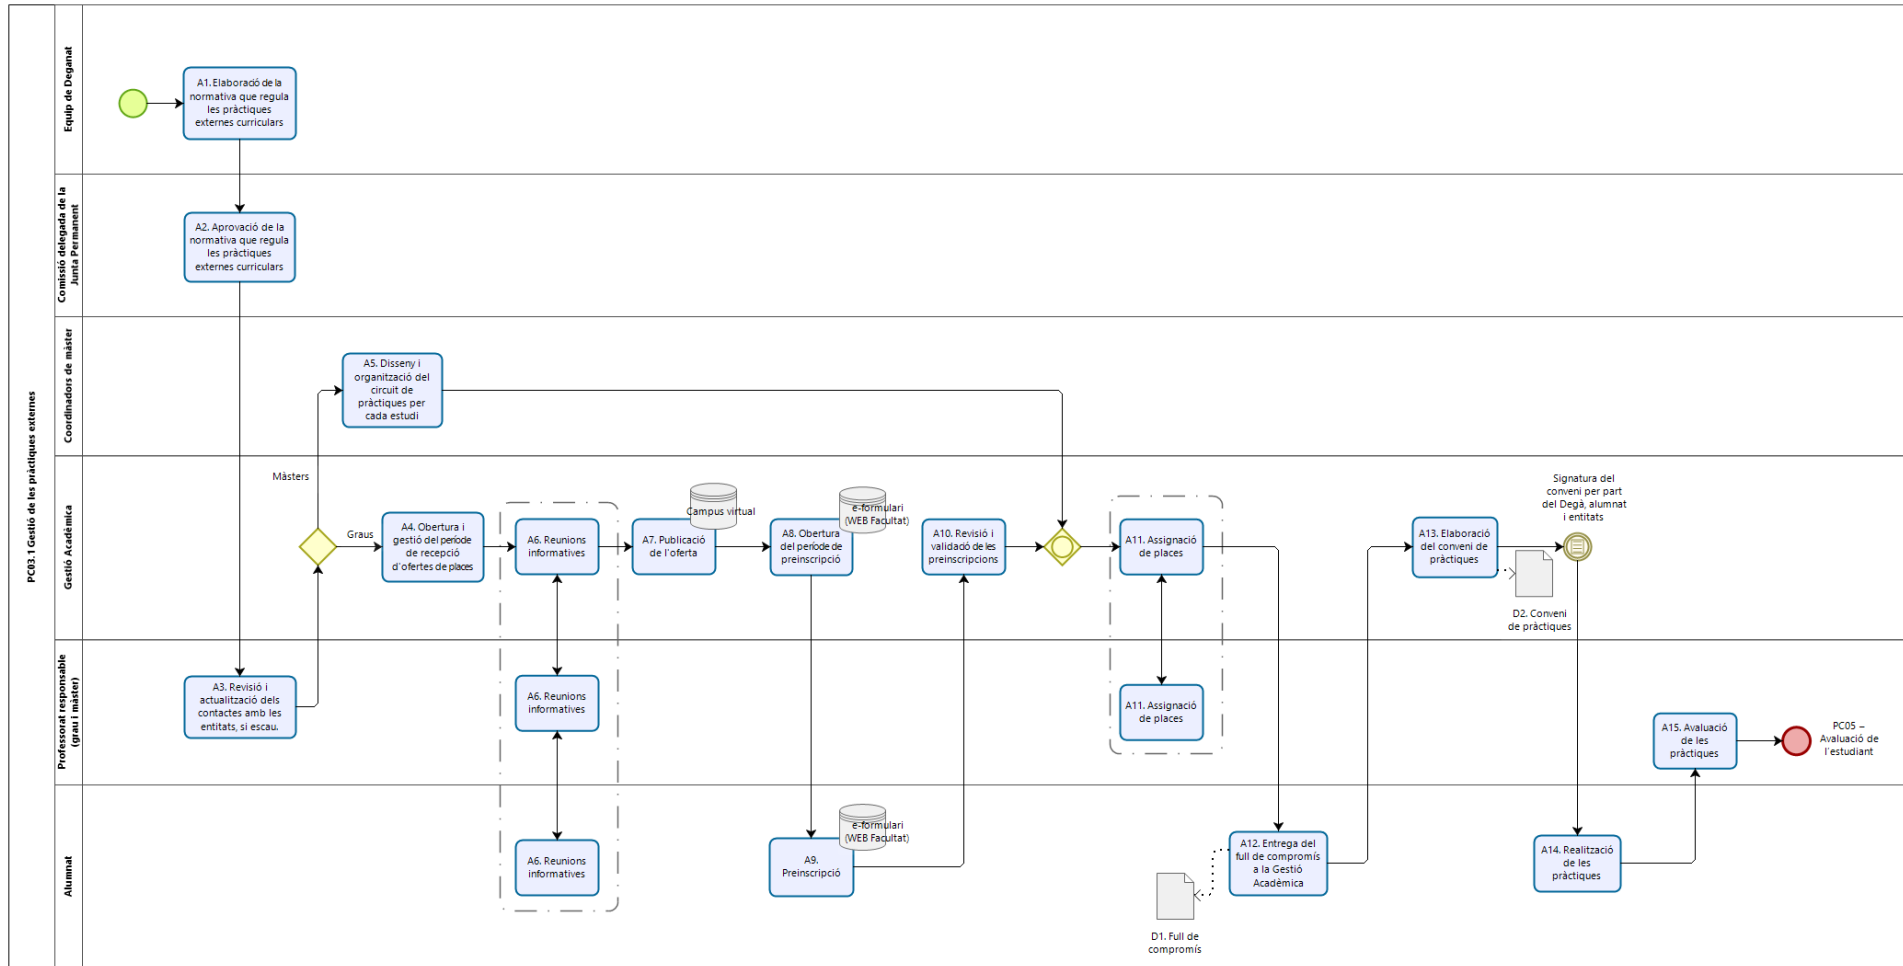 PC03.1 Gestió de les pràctiques externes
Equip de Deganat
A1. Elaboració de la
normativa que regula
les pràctiques
externes curriculars
Comissió delegada de la
Junta Permanent
A2. Aprovació de la
normativa que regula
les pràctiques
externes curriculars
Coordinadors de màster
A5. Disseny i
organització del
circuit de
pràctiques per
cada estudi
Gestió Acadèmica
Màsters
Graus
A4. Obertura i
gestió del període
de recepció
d'ofertes de places
A6. Reunions
informatives
Campus virtual
A7. Publicació
de l'oferta
e-formulari
(WEB Facultat)
A8. Obertura
del període de
preinscripció
A10. Revisió i
validació de les
preinscripcions
A11. Assignació
de places
A13. Elaboració
del conveni de
pràctiques
Signatura del
conveni per part
del Degà, alumnat
i entitats
D2. Conveni
de pràctiques
Professorat responsable
(grau i màster)
A3. Revisió i
actualització dels
contactes amb les
entitats, si escau.
A6. Reunions
informatives
A11. Assignació
de places
A15. Avaluació
de les
pràctiques
PC05 –
Avaluació de
l'estudiant
Alumnat
A6. Reunions
informatives
e-formulari
(WEB Facultat)
A9.
Preinscripció
A12. Entrega del
full de compromís
a la Gestió
Acadèmica
D1. Full de
compromís
A14. Realització
de les
pràctiques